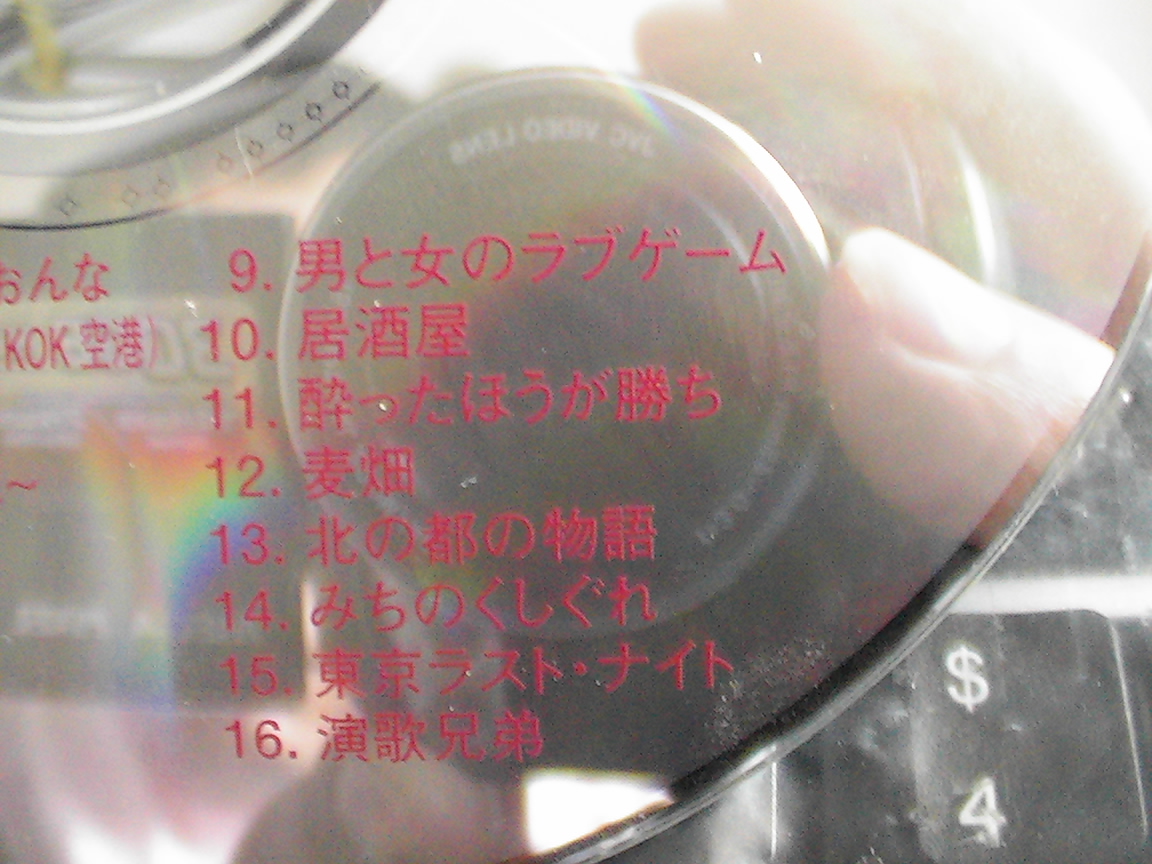 おんな
KOK 空港)
～
9. 男と女のラブゲーム
10. 居酒屋
11. 酔ったほうが勝ち
12. 麦畑
13. 北の都の物語
14. みちのくしぐれ
15. 東京ラスト・ナイト
16. 演歌兄弟
JVC VIDEO LENS
$
4